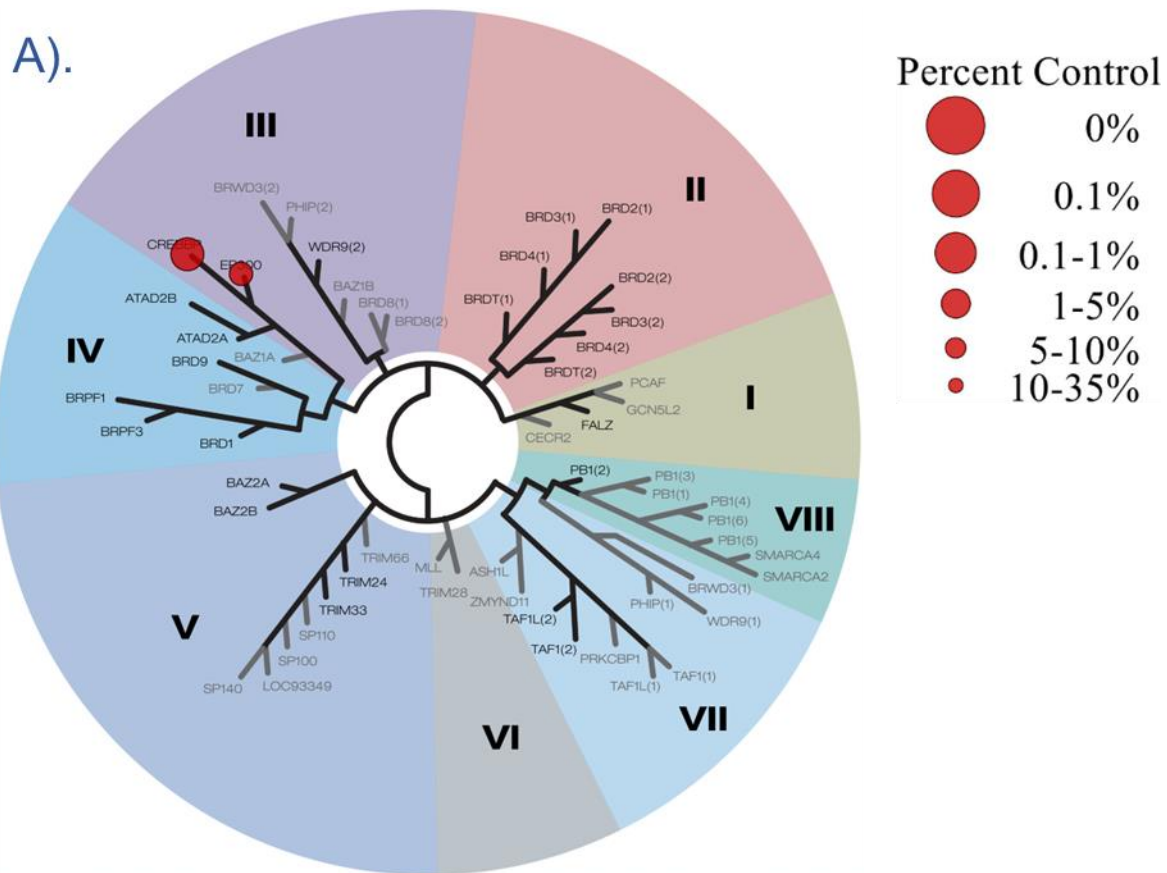 A).
Percent Control
0%
0.1%
0.1-1%
1-5%
5-10%
10-35%
III
BRWD3(2)
PHIP(2)
WDR9(2)
BAZ1B
BRD8(1)
BRD8(2)
II
BRD2(1)
BRD3(1)
BRD4(1)
BRDT(1)
BRD2(2)
BRD3(2)
BRD4(2)
BRDT(2)
I
PCAF
GCN5L2
FALZ
CECR2
IV
ATAD2B
ATAD2A
BAZ1A
BRD9
BRD7
BRPF1
BRPF3
BRD1
VIII
PB1(2)
PB1(3)
PB1(1)
PB1(4)
PB1(6)
PB1(5)
SMARCA4
SMARCA2
V
BAZ2A
BAZ2B
TRIM66
TRIM24
TRIM33
SP110
SP100
SP140
LOC93349
VI
MLL
TRIM28
VII
ASH1L
ZMYND11
BRWD3(1)
PHIP(1)
WDR9(1)
TAF1L(2)
TAF1(2)
PRKCBP1
TAF1(1)
TAF1L(1)